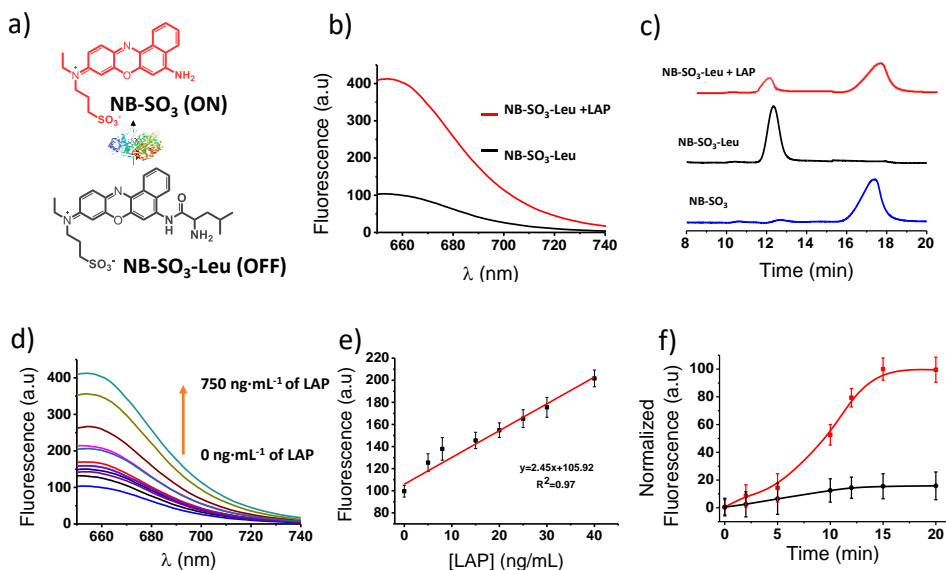 a)
N
O
NH₂
N
+
SO₃⁻
NB-SO₃ (ON)
N
O
N
+
NH
O
NH₂
SO₃⁻
NB-SO₃-Leu (OFF)
b)
Fluorescence (a.u)
400
300
200
100
0
660
680
700
720
740
λ (nm)
NB-SO₃-Leu +LAP
NB-SO₃-Leu
c)
NB-SO₃-Leu + LAP
NB-SO₃-Leu
NB-SO₃
8
10
12
14
16
18
20
Time (min)
d)
Fluorescence (a.u)
400
350
300
250
200
150
100
50
0
660
680
700
720
740
λ (nm)
750 ng·mL⁻¹ of LAP
0 ng·mL⁻¹ of LAP
e)
Fluorescence (a.u)
220
200
180
160
140
120
100
80
0
10
20
30
40
[LAP] (ng/mL)
y=2.45x+105.92
R²=0.97
f)
Normalized
Fluorescence (a.u)
100
80
60
40
20
0
0
5
10
15
20
Time (min)